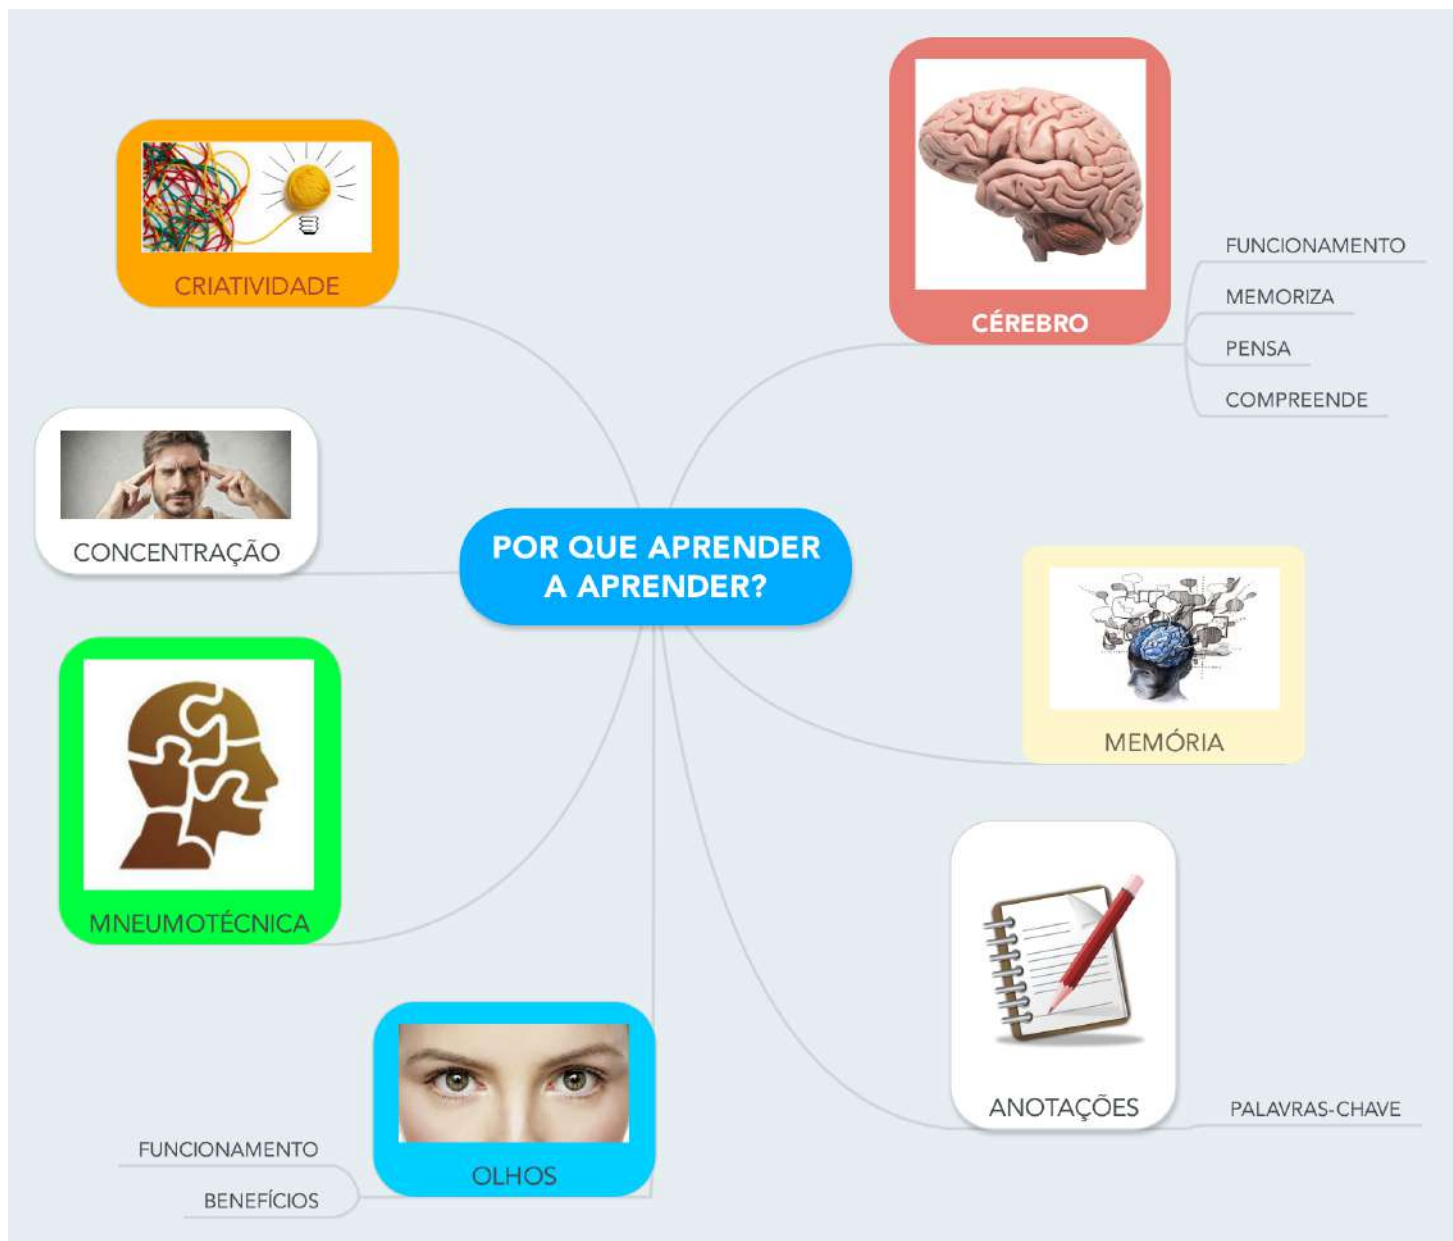 POR QUE APRENDER
A APRENDER?
CÉREBRO
FUNCIONAMENTO
MEMORIZA
PENSA
COMPREENDE
MEMÓRIA
ANOTAÇÕES
PALAVRAS-CHAVE
OLHOS
FUNCIONAMENTO
BENEFÍCIOS
MNEUMOTÉCNICA
CONCENTRAÇÃO
CRIATIVIDADE